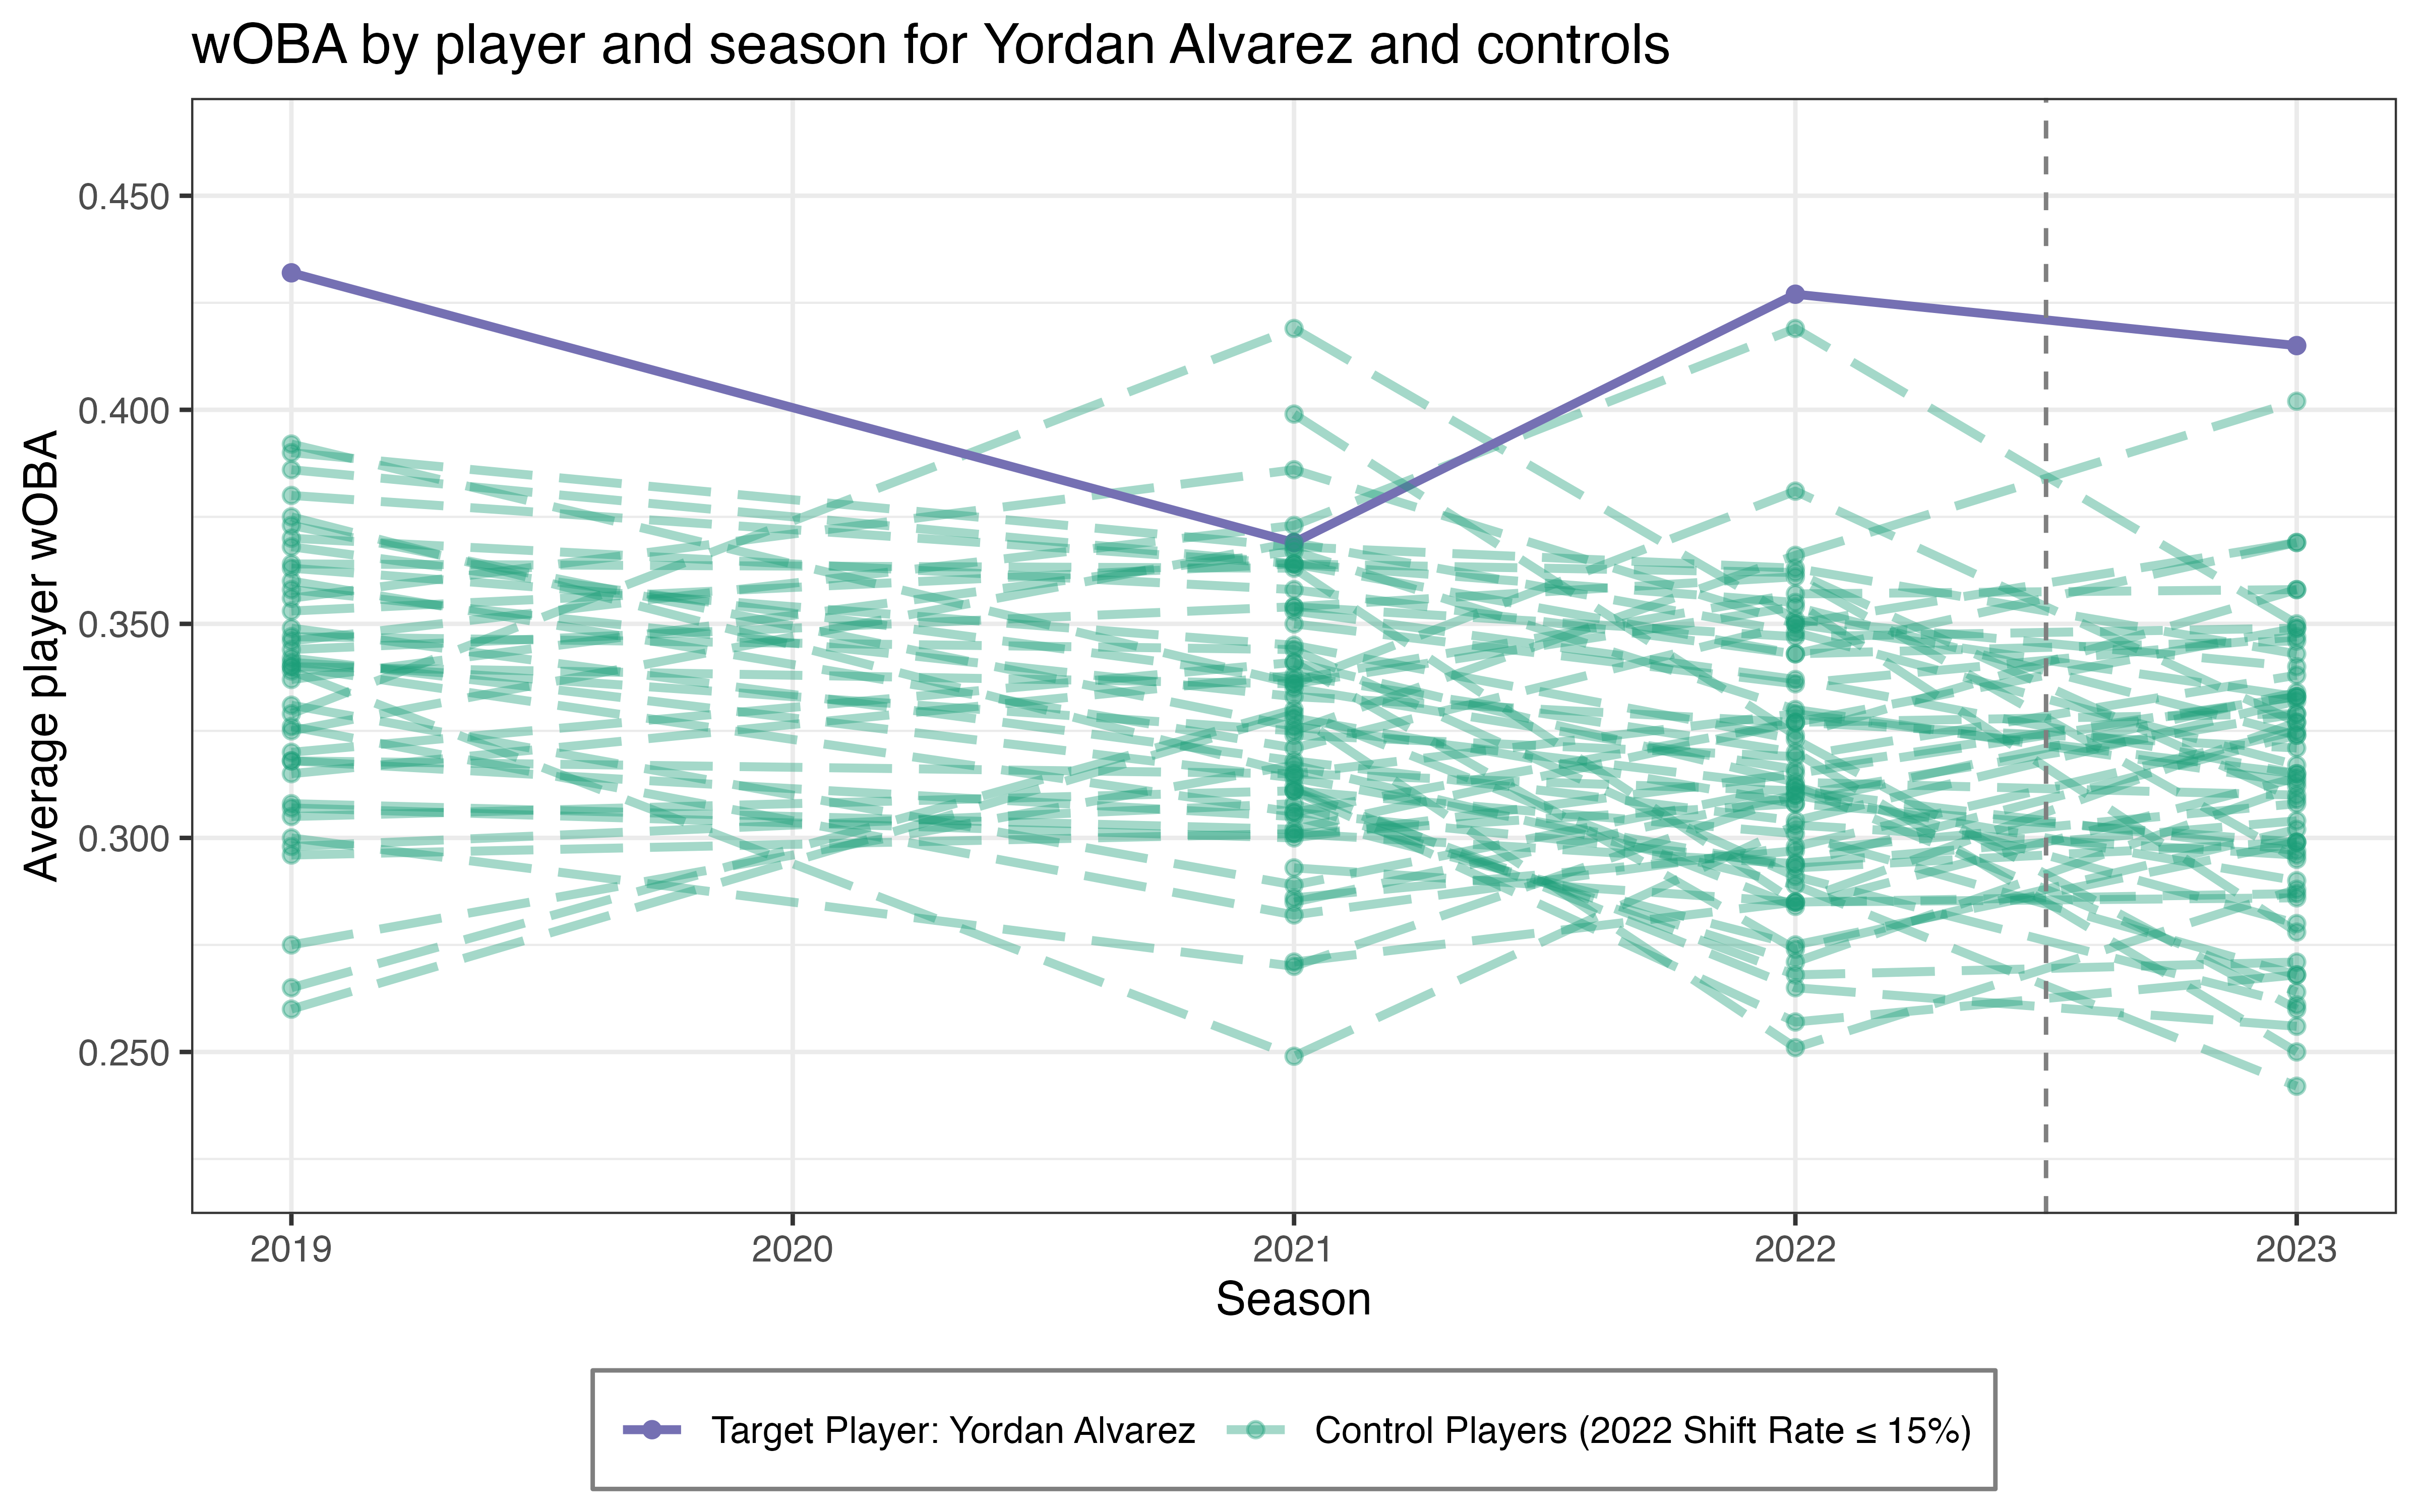 wOBA by player and season for Yordan Alvarez and controls
Average player wOBA
0.450
0.400
0.350
0.300
0.250
2019 2020 2021 2022 2023
Season
Target Player: Yordan Alvarez Control Players (2022 Shift Rate ≤ 15%)